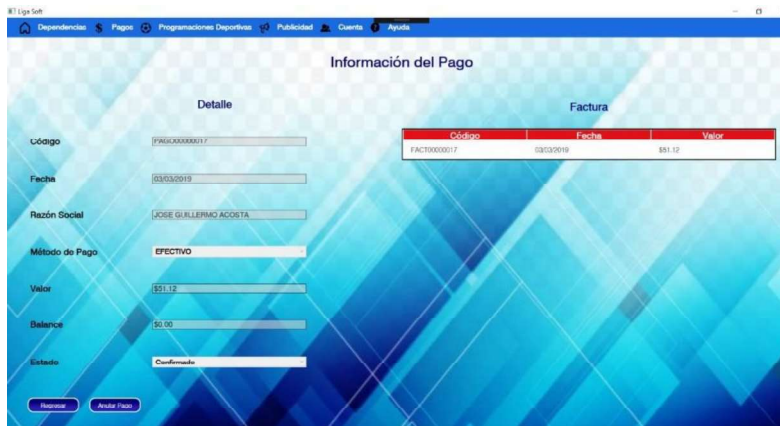 Liga Soft
Dependencias $ Pagos Programaciones Deportivas Publicidad Cuenta ? Ayuda
Información del Pago
Detalle
Factura
Código PAGO00000017
Código Fecha Valor
FACT00000017 03/03/2019 $51.12
Fecha 03/03/2019
Razón Social JOSE GUILLERMO ACOSTA
Método de Pago EFECTIVO
Valor $51.12
Balance $0.00
Estado Confirmado
Regresar Anular Pago